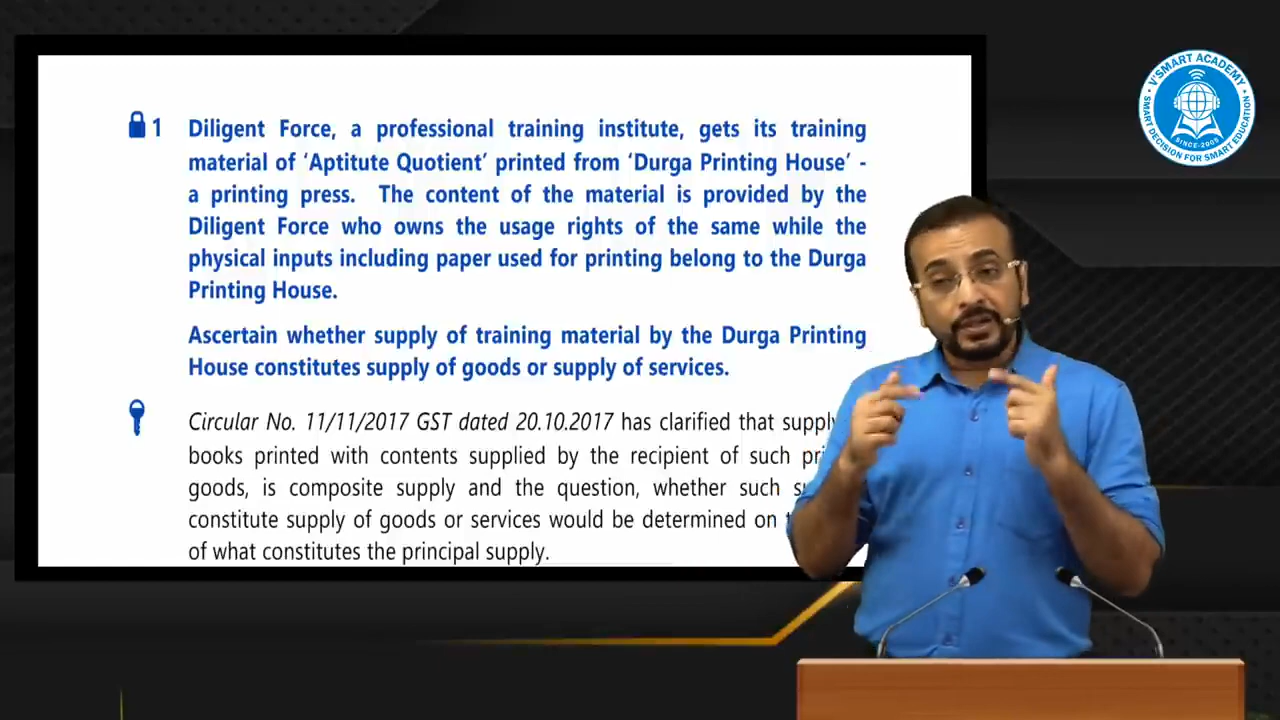 1 Diligent Force, a professional training institute, gets its training
material of ‘Aptitute Quotient’ printed from ‘Durga Printing House’ -
a printing press. The content of the material is provided by the
Diligent Force who owns the usage rights of the same while the
physical inputs including paper used for printing belong to the Durga
Printing House.
Ascertain whether supply of training material by the Durga Printing
House constitutes supply of goods or supply of services.
Circular No. 11/11/2017 GST dated 20.10.2017 has clarified that supply
books printed with contents supplied by the recipient of such
goods, is composite supply and the question, whether such
constitute supply of goods or services would be determined on
of what constitutes the principal supply.
V'SMART ACADEMY
SMART DECISION FOR SMART EDUCATION
SINCE-2005